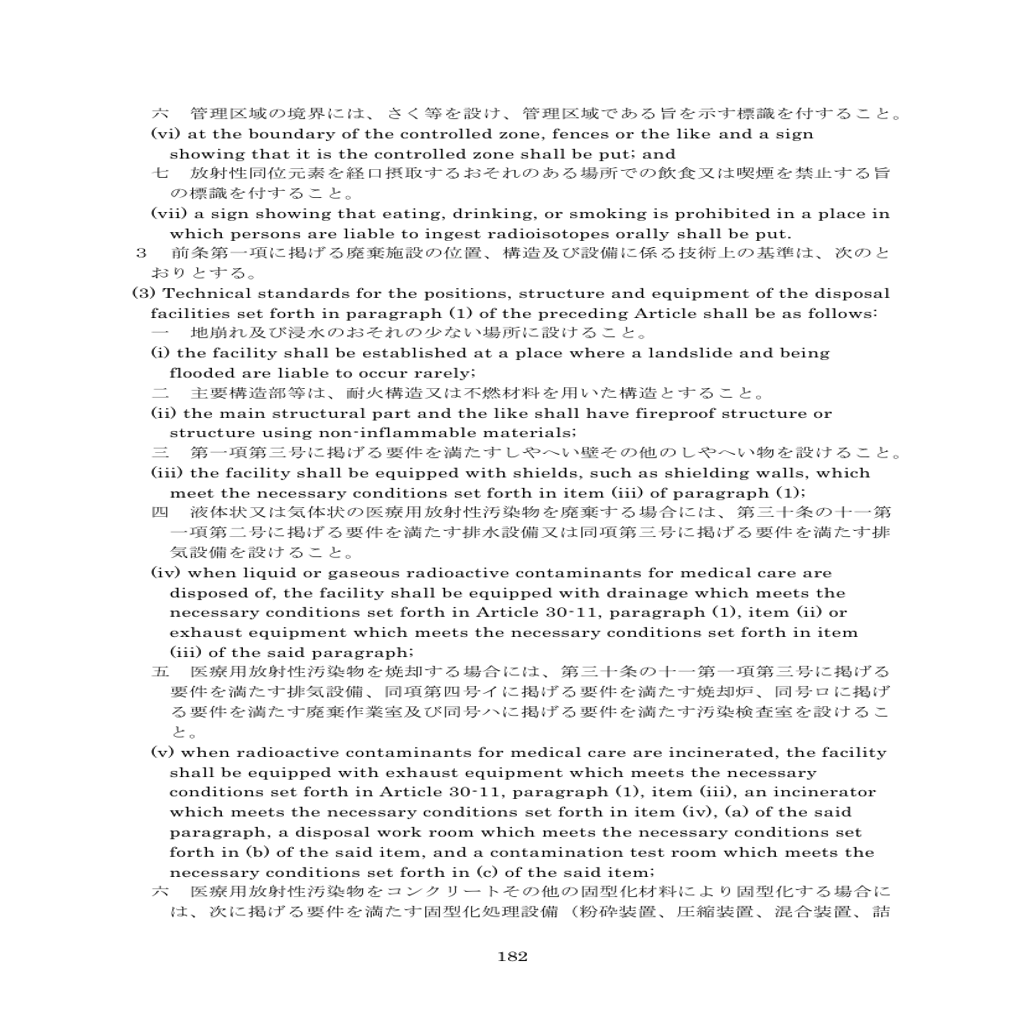 六　管理区域の境界には、さく等を設け、管理区域である旨を示す標識を付すること。
(vi) at the boundary of the controlled zone, fences or the like and a sign
showing that it is the controlled zone shall be put; and
七　放射性同位元素を経口摂取するおそれのある場所での飲食又は喫煙を禁止する旨
の標識を付すること。
(vii) a sign showing that eating, drinking, or smoking is prohibited in a place in
which persons are liable to ingest radioisotopes orally shall be put.
３　前条第一項に掲げる廃棄施設の位置、構造及び設備に係る技術上の基準は、次のと
おりとする。
(3) Technical standards for the positions, structure and equipment of the disposal
facilities set forth in paragraph (1) of the preceding Article shall be as follows:
一　地崩れ及び浸水のおそれの少ない場所に設けること。
(i) the facility shall be established at a place where a landslide and being
flooded are liable to occur rarely;
二　主要構造部等は、耐火構造又は不燃材料を用いた構造とすること。
(ii) the main structural part and the like shall have fireproof structure or
structure using non-inflammable materials;
三　第一項第三号に掲げる要件を満たすしやへい壁その他のしやへい物を設けること。
(iii) the facility shall be equipped with shields, such as shielding walls, which
meet the necessary conditions set forth in item (iii) of paragraph (1);
四　液体状又は気体状の医療用放射性汚染物を廃棄する場合には、第三十条の十一第
一項第二号に掲げる要件を満たす排水設備又は同項第三号に掲げる要件を満たす排
気設備を設けること。
(iv) when liquid or gaseous radioactive contaminants for medical care are
disposed of, the facility shall be equipped with drainage which meets the
necessary conditions set forth in Article 30-11, paragraph (1), item (ii) or
exhaust equipment which meets the necessary conditions set forth in item
(iii) of the said paragraph;
五　医療用放射性汚染物を焼却する場合には、第三十条の十一第一項第三号に掲げる
要件を満たす排気設備、同項第四号イに掲げる要件を満たす焼却炉、同号ロに掲げ
る要件を満たす廃棄作業室及び同号ハに掲げる要件を満たす汚染検査室を設けるこ
と。
(v) when radioactive contaminants for medical care are incinerated, the facility
shall be equipped with exhaust equipment which meets the necessary
conditions set forth in Article 30-11, paragraph (1), item (iii), an incinerator
which meets the necessary conditions set forth in item (iv), (a) of the said
paragraph, a disposal work room which meets the necessary conditions set
forth in (b) of the said item, and a contamination test room which meets the
necessary conditions set forth in (c) of the said item;
六　医療用放射性汚染物をコンクリートその他の固型化材料により固型化する場合に
は、次に掲げる要件を満たす固型化処理設備（粉砕装置、圧縮装置、混合装置、詰
182